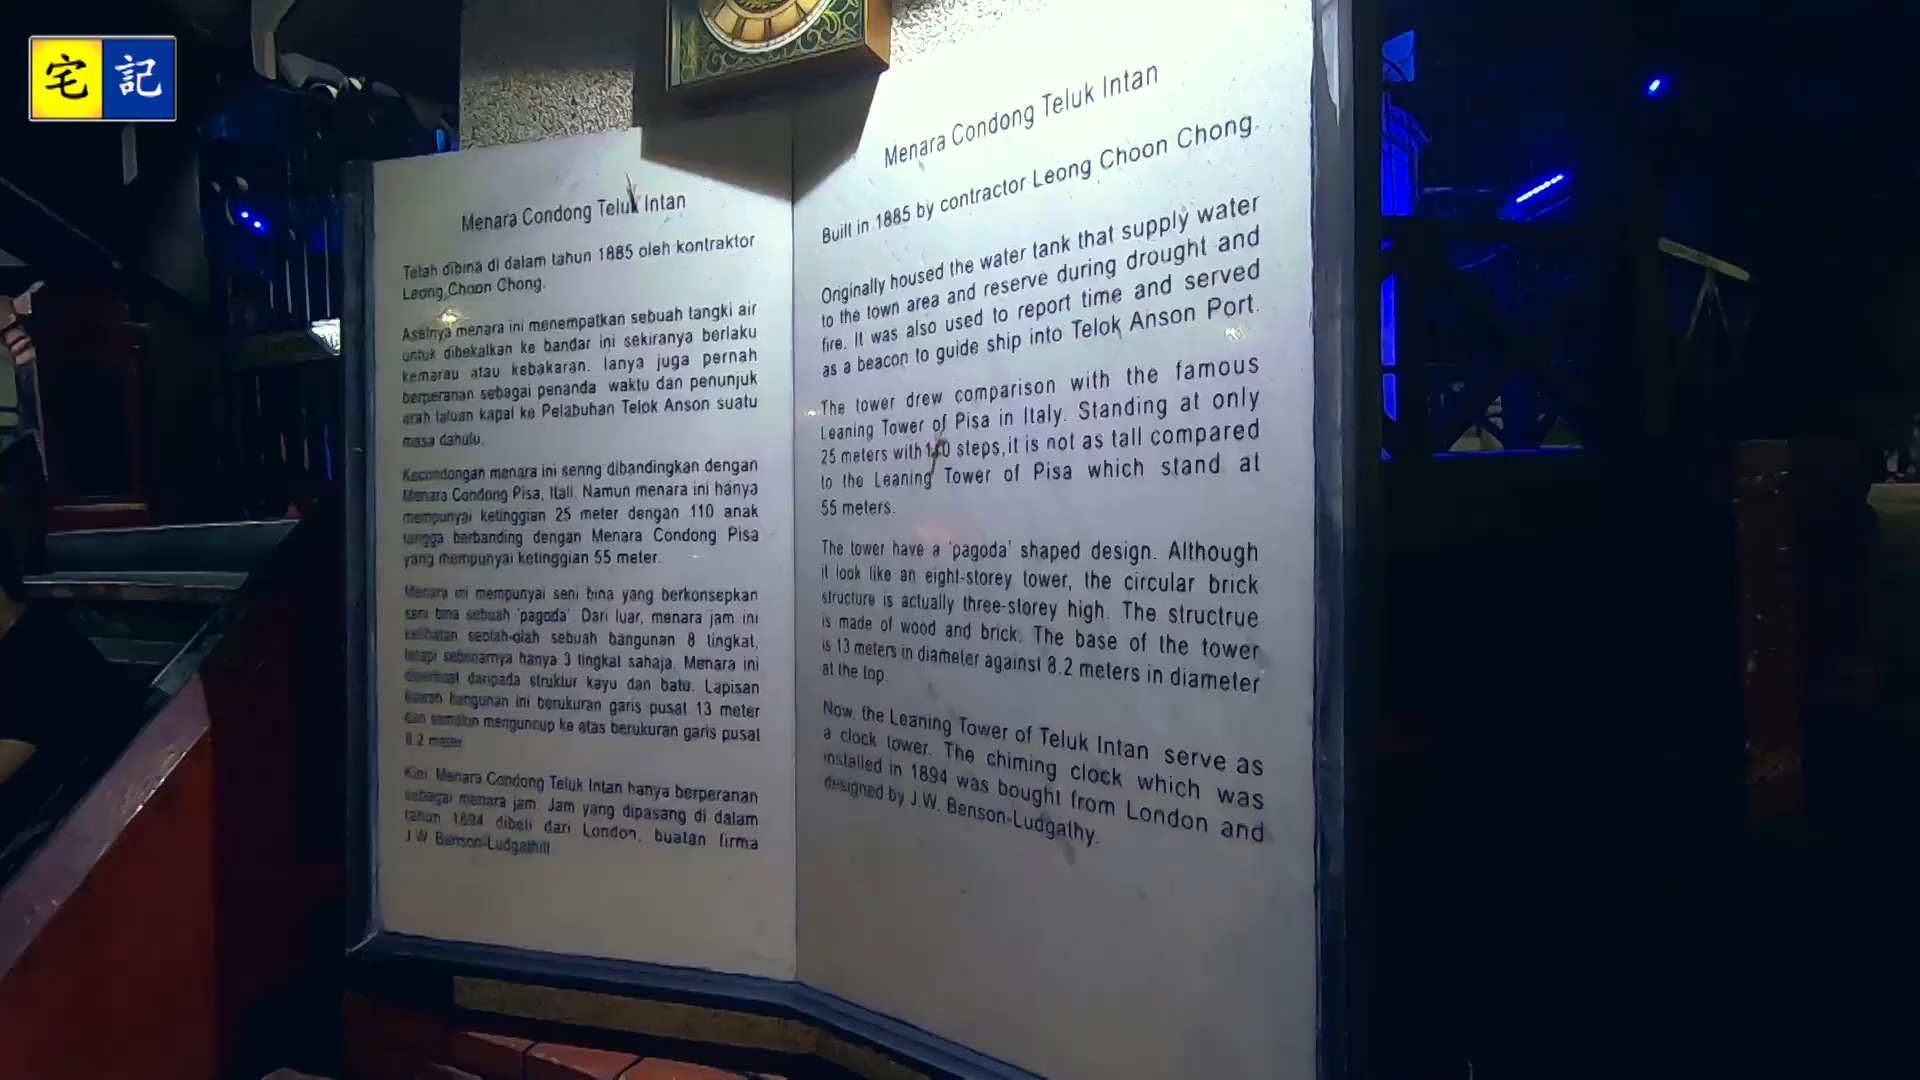 宅記
Menara Condong Teluk Intan
Telah dibina di dalam tahun 1885 oleh kontraktor
Leong Choon Chong.
Asalnya menara ini menempatkan sebuah tangki air
untuk dibekalkan ke bandar ini sekiranya berlaku
kemarau atau kebakaran. Ianya juga pernah
berperanan sebagai penanda waktu dan penunjuk
arah laluan kapal ke Pelabuhan Telok Anson suatu
masa dahulu.
Kecondongan menara ini sering dibandingkan dengan
Menara Condong Pisa, Itali. Namun menara ini hanya
mempunyai ketinggian 25 meter dengan 110 anak
tangga berbanding dengan Menara Condong Pisa
yang mempunyai ketinggian 55 meter.
Menara ini mempunyai seni bina yang berkonsepkan
seni bina sebuah 'pagoda'. Dari luar, menara jam ini
kelihatan seolah-olah sebuah bangunan 8 tingkat,
tetapi sebenarnya hanya 3 tingkat sahaja. Menara ini
diperbuat daripada struktur kayu dan batu. Lapisan
bawah bangunan ini berukuran garis pusat 13 meter
dan semakin menguncup ke atas berukuran garis pusat
8.2 meter
Kini, Menara Condong Teluk Intan hanya berperanan
sebagai menara jam. Jam yang dipasang di dalam
tahun 1894 dibeli dari London, buatan firma
J.W Benson-Ludgathill.
Menara Condong Teluk Intan
Built in 1885 by contractor Leong Choon Chong.
Originally housed the water tank that supply water
to the town area and reserve during drought and
fire. It was also used to report time and served
as a beacon to guide ship into Telok Anson Port.
The tower drew comparison with the famous
Leaning Tower of Pisa in Italy. Standing at only
25 meters with 110 steps, it is not as tall compared
to the Leaning Tower of Pisa which stand at
55 meters.
The tower have a 'pagoda' shaped design. Although
it look like an eight-storey tower, the circular brick
structure is actually three-storey high. The structrue
is made of wood and brick. The base of the tower
is 13 meters in diameter against 8.2 meters in diameter
at the top.
Now, the Leaning Tower of Teluk Intan serve as
a clock tower. The chiming clock which was
installed in 1894 was bought from London and
designed by J.W. Benson-Ludgathy.